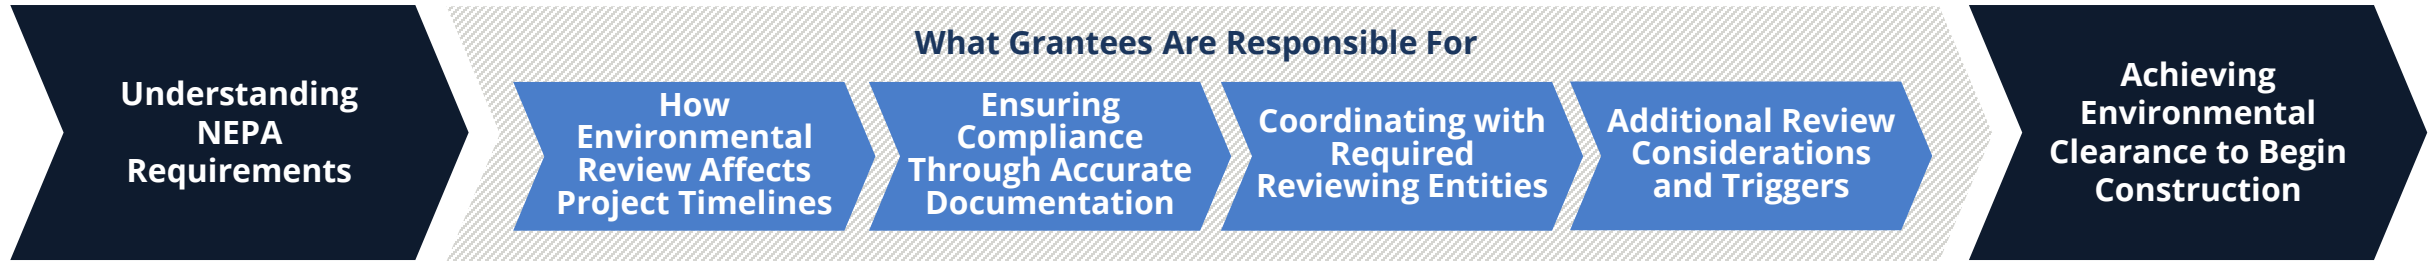 Understanding
NEPA
Requirements
What Grantees Are Responsible For
How
Environmental
Review Affects
Project Timelines
Ensuring
Compliance
Through Accurate
Documentation
Coordinating with
Required
Reviewing Entities
Additional Review
Considerations
and Triggers
Achieving
Environmental
Clearance to Begin
Construction